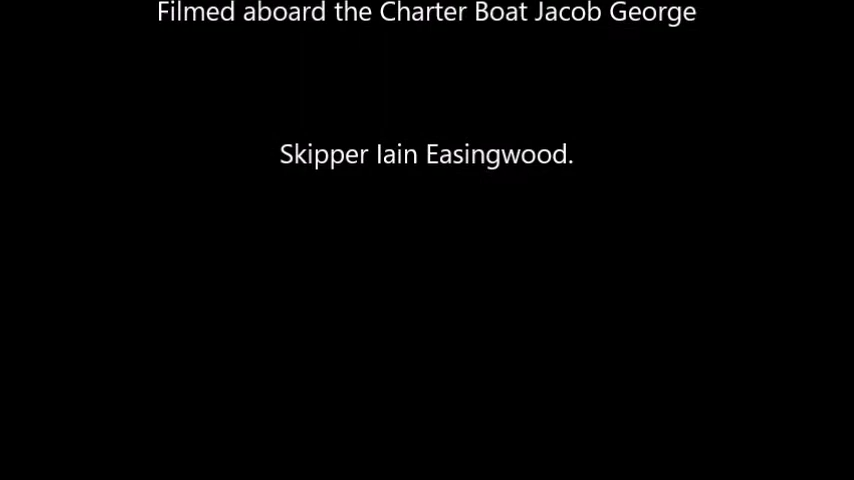 Filmed aboard the Charter Boat Jacob George
Skipper Iain Easingwood.